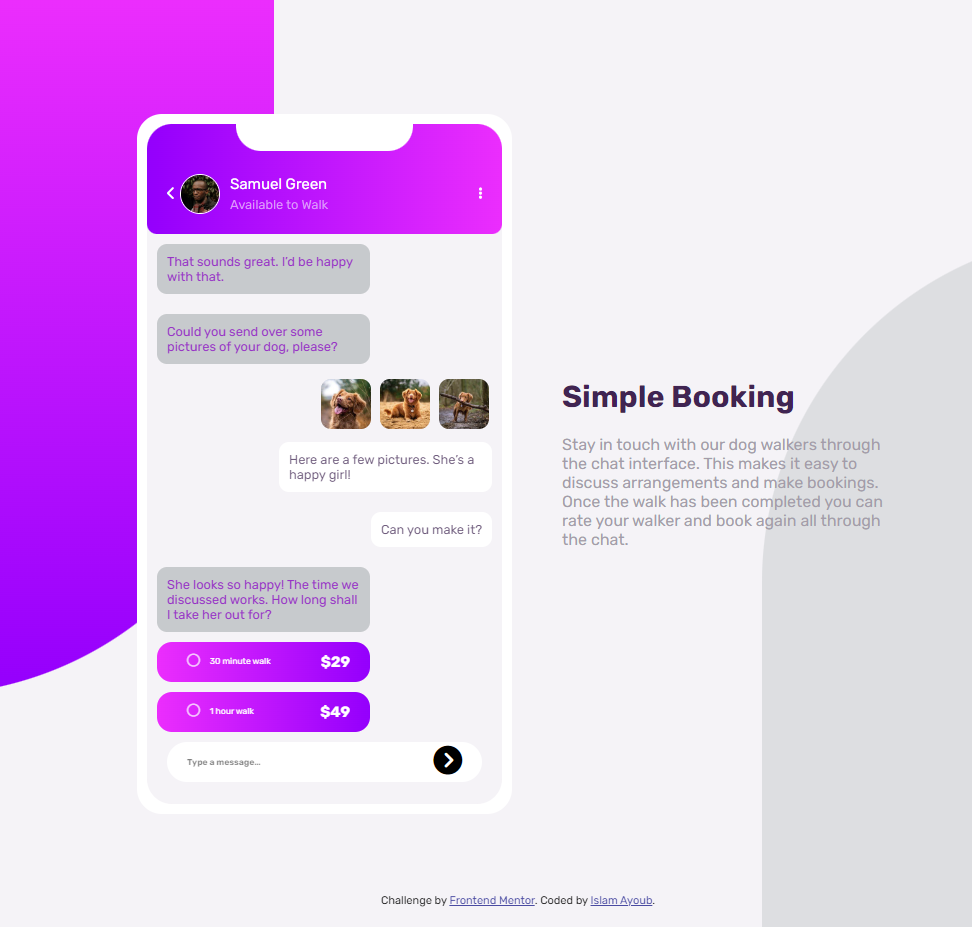 Samuel Green
Available to Walk
That sounds great. I'd be happy
with that.
Could you send over some
pictures of your dog, please?
Here are a few pictures. She's a
happy girl!
Can you make it?
She looks so happy! The time we
discussed works. How long shall
I take her out for?
30 minute walk $29
1 hour walk $49
Type a message...
Simple Booking
Stay in touch with our dog walkers through
the chat interface. This makes it easy to
discuss arrangements and make bookings.
Once the walk has been completed you can
rate your walker and book again all through
the chat.
Challenge by Frontend Mentor. Coded by Islam Ayoub.